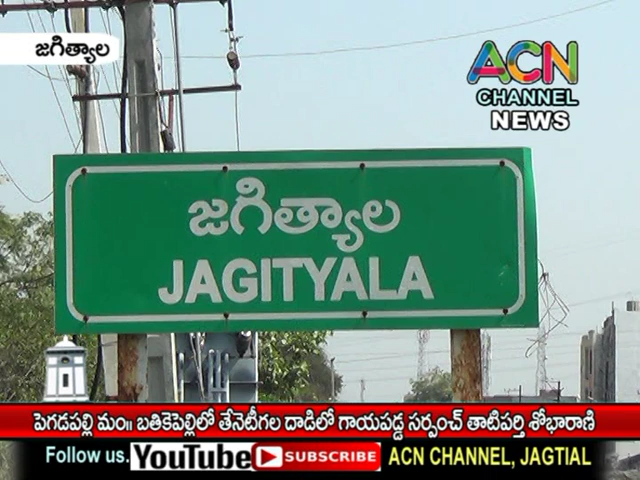 జగిత్యాల
ACN
CHANNEL
NEWS
జగిత్యాల
JAGITYALA
పెగడపల్లి మం॥ బతికెపెల్లిలో తేనెటీగల దాడిలో గాయపడ్డ సర్పంచ్ తాటిపర్తి శోభారాణి
Follow us. YouTube SUBSCRIBE ACN CHANNEL, JAGTIAL